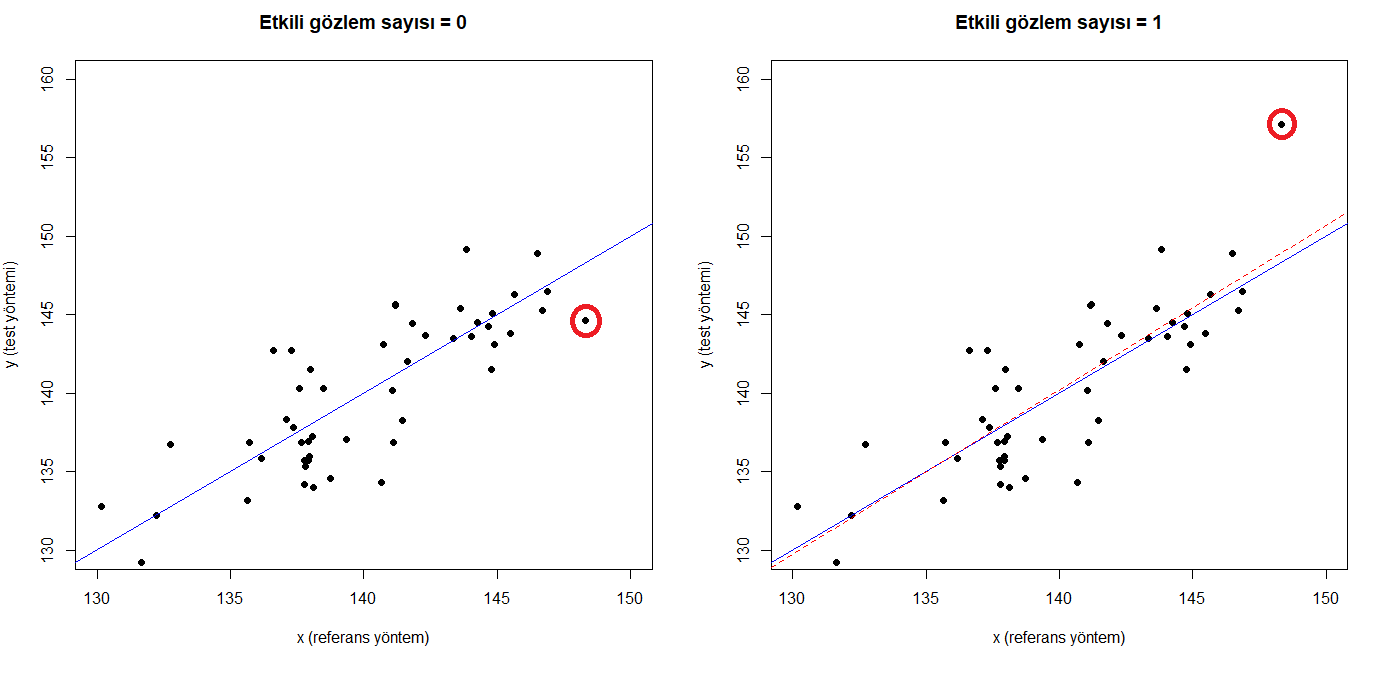 Etkili gözlem sayısı = 0
160
155
150
145
140
135
130
y (test yöntemi)
130 135 140 145 150
x (referans yöntem)
Etkili gözlem sayısı = 1
160
155
150
145
140
135
130
y (test yöntemi)
130 135 140 145 150
x (referans yöntem)